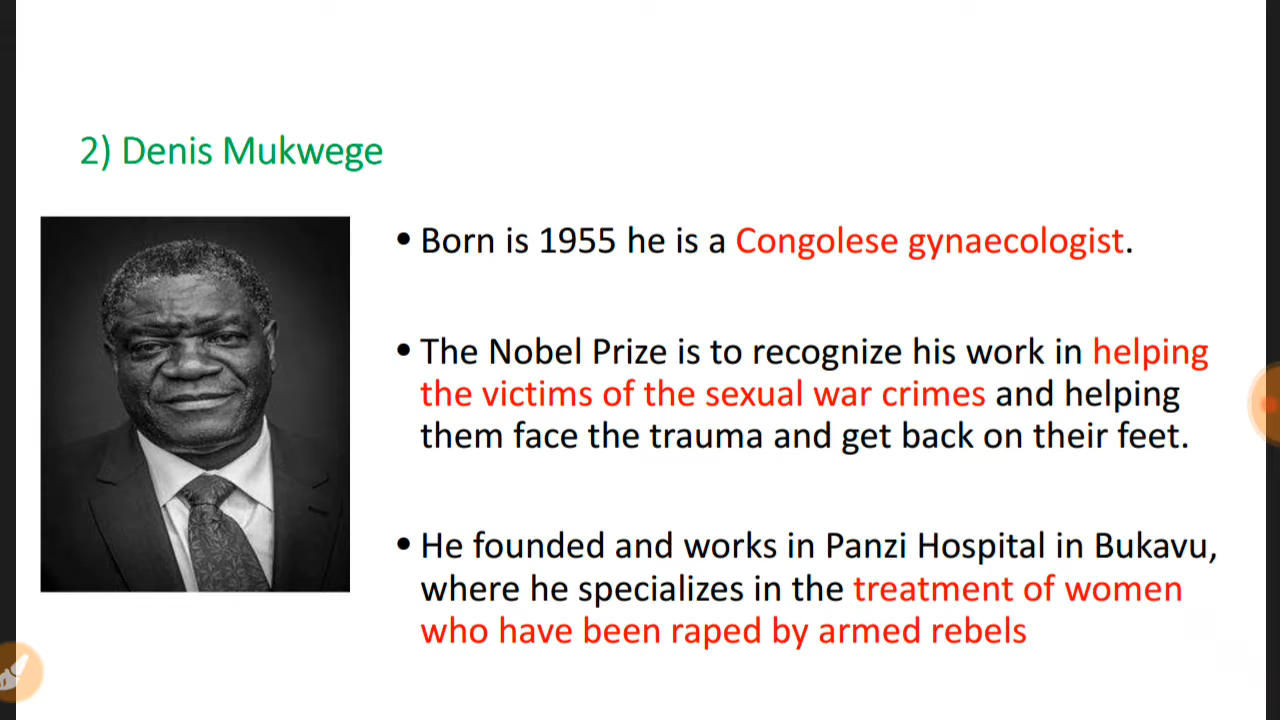 2) Denis Mukwege
• Born is 1955 he is a Congolese gynaecologist.
• The Nobel Prize is to recognize his work in helping
the victims of the sexual war crimes and helping
them face the trauma and get back on their feet.
• He founded and works in Panzi Hospital in Bukavu,
where he specializes in the treatment of women
who have been raped by armed rebels